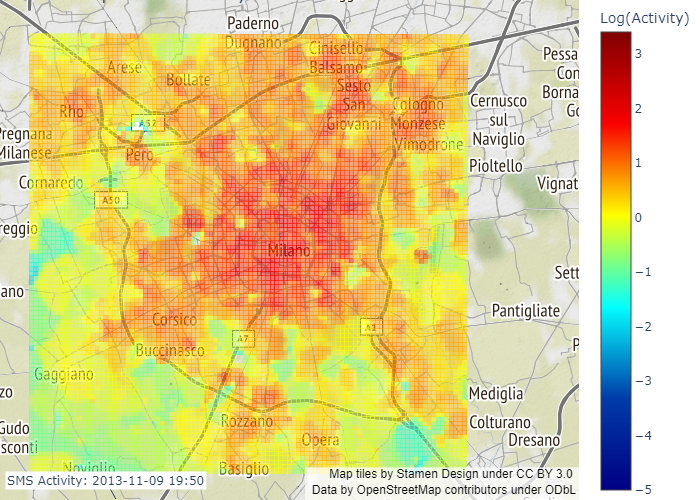 Paderno
Dugnano
Cinisello
Balsamo
Arese
Bollate
Sesto
San
Giovanni
Cologno
Monzese
Rho
A52
Vimodrone
Pero
Pregnana
Milanese
Cornaredo
A50
reggio
Milano
ano
Corsico
A7
A1
Buccinasco
Gaggiano
zo
Gudo
sconti
Rozzano
Opera
Noviglio
Basiglio
Pessa
Con
Borna
Go
Cernusco
sul
Naviglio
Pioltello
Vignat
Sett
Pantigliate
P
Mediglia
Colturano
Dresano
SMS Activity: 2013-11-09 19:50
Map tiles by Stamen Design under CC BY 3.0
Data by OpenStreetMap contributors under ODbL
Log(Activity)
3
2
1
0
−1
−2
−3
−4
−5